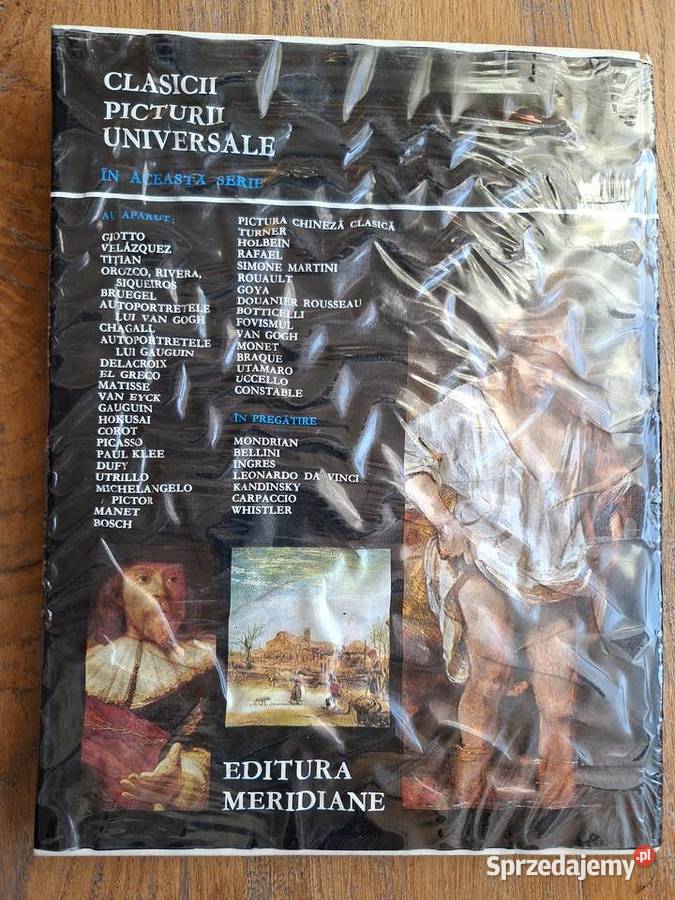 CLASICII
PICTURII
UNIVERSALE
ÎN ACEASTĂ SERIE
AU APĂRUT:
GIOTTO
VELÁZQUEZ
TIȚIAN
OROZCO, RIVERA,
SIQUEIROS
BRUEGEL
AUTOPORTRETELE
LUI VAN GOGH
CHAGALL
AUTOPORTRETELE
LUI GAUGUIN
DELACROIX
EL GRECO
MATISSE
VAN EYCK
GAUGUIN
HOKUSAI
COROT
PICASSO
PAUL KLEE
DUFY
UTRILLO
MICHELANGELO
PICTOR
MANET
BOSCH
PICTURA CHINEZĂ CLASICĂ
TURNER
HOLBEIN
RAFAEL
SIMONE MARTINI
ROUAULT
GOYA
DOUANIER ROUSSEAU
BOTTICELLI
FOVISMUL
VAN GOGH
MONET
BRAQUE
UTAMARO
UCCELLO
CONSTABLE
ÎN PREGĂTIRE
MONDRIAN
BELLINI
INGRES
LEONARDO DA VINCI
KANDINSKY
CARPACCIO
WHISTLER
EDITURA
MERIDIANE
Sprzedajemy.pl